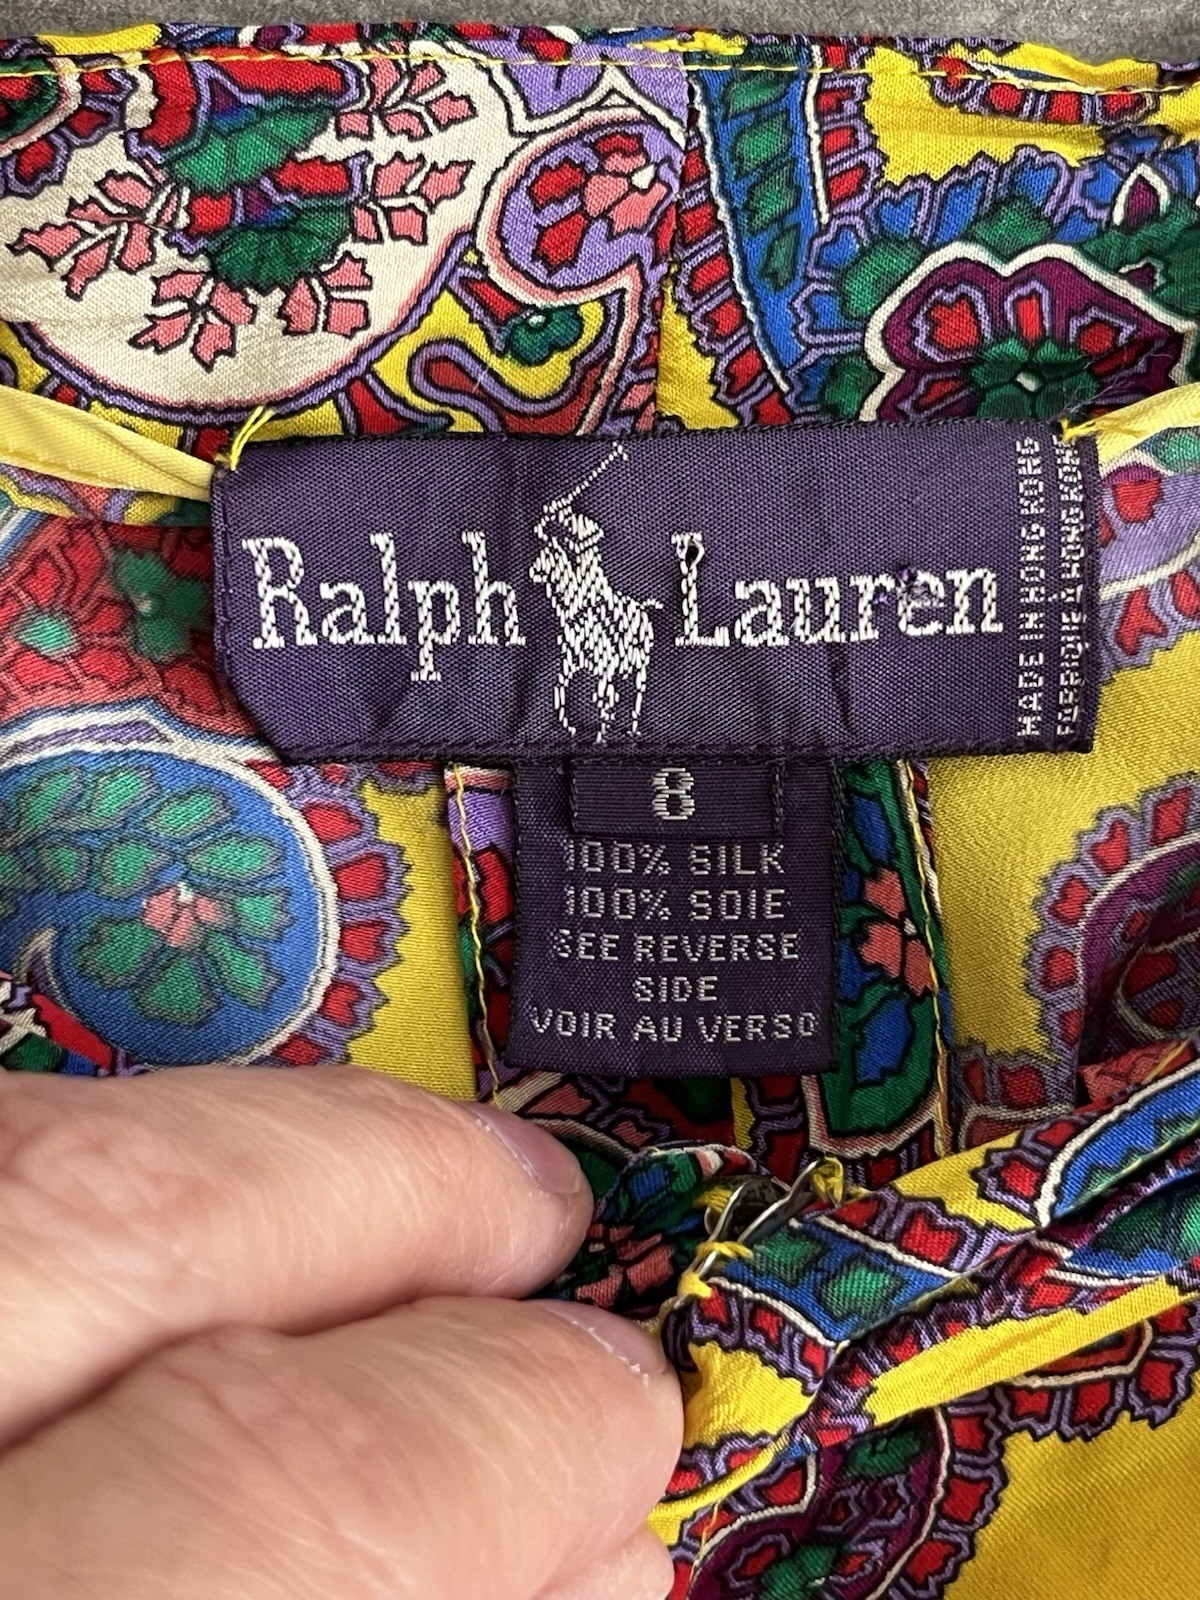 Ralph Lauren
MADE IN HONG KONG
FABRIQUÉ À HONG KONG
8
100% SILK
100% SOIE
SEE REVERSE
SIDE
VOIR AU VERSO